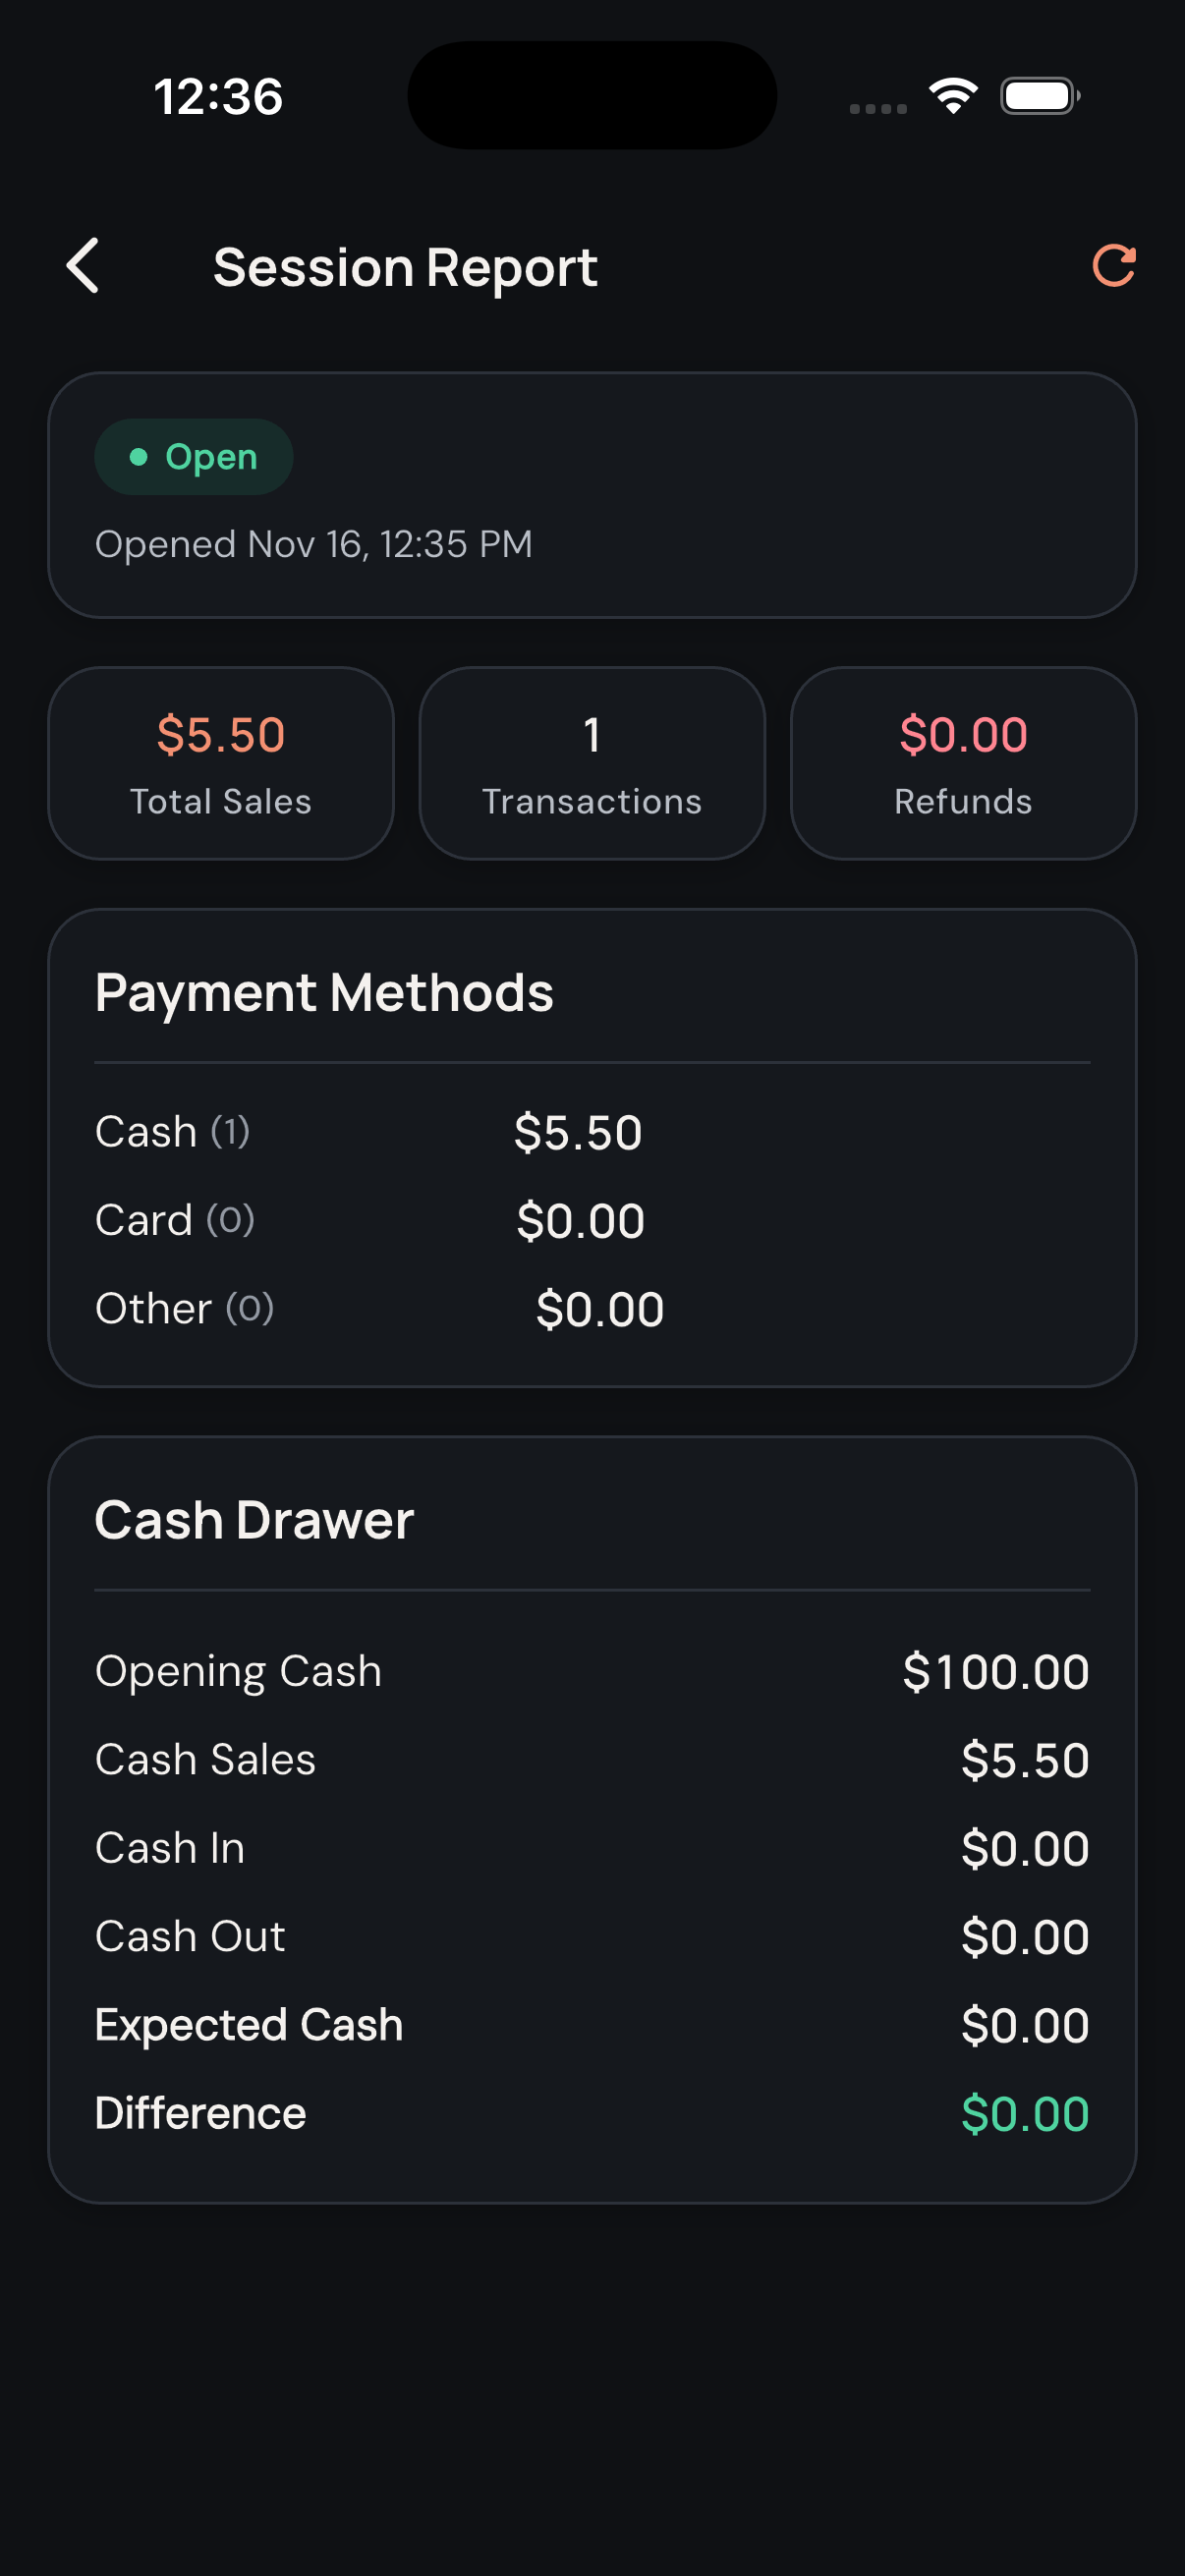 12:36
Session Report
Open
Opened Nov 16, 12:35 PM
$5.50 1 $0.00
Total Sales Transactions Refunds
Payment Methods
Cash (1) $5.50
Card (0) $0.00
Other (0) $0.00
Cash Drawer
Opening Cash $100.00
Cash Sales $5.50
Cash In $0.00
Cash Out $0.00
Expected Cash $0.00
Difference $0.00